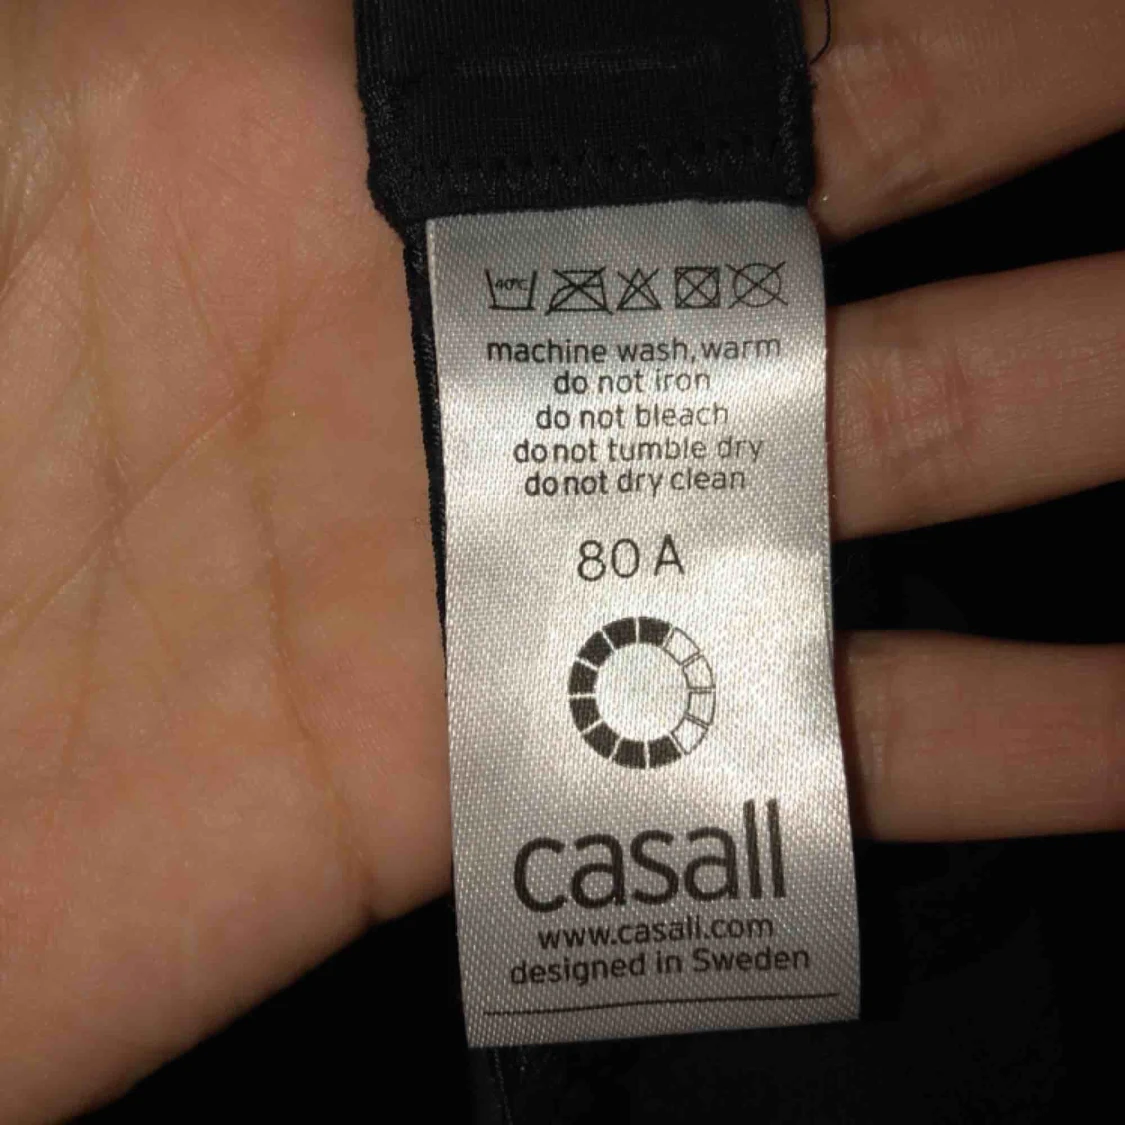 40°C
machine wash, warm
do not iron
do not bleach
do not tumble dry
do not dry clean
80 A
casall
www.casall.com
designed in Sweden